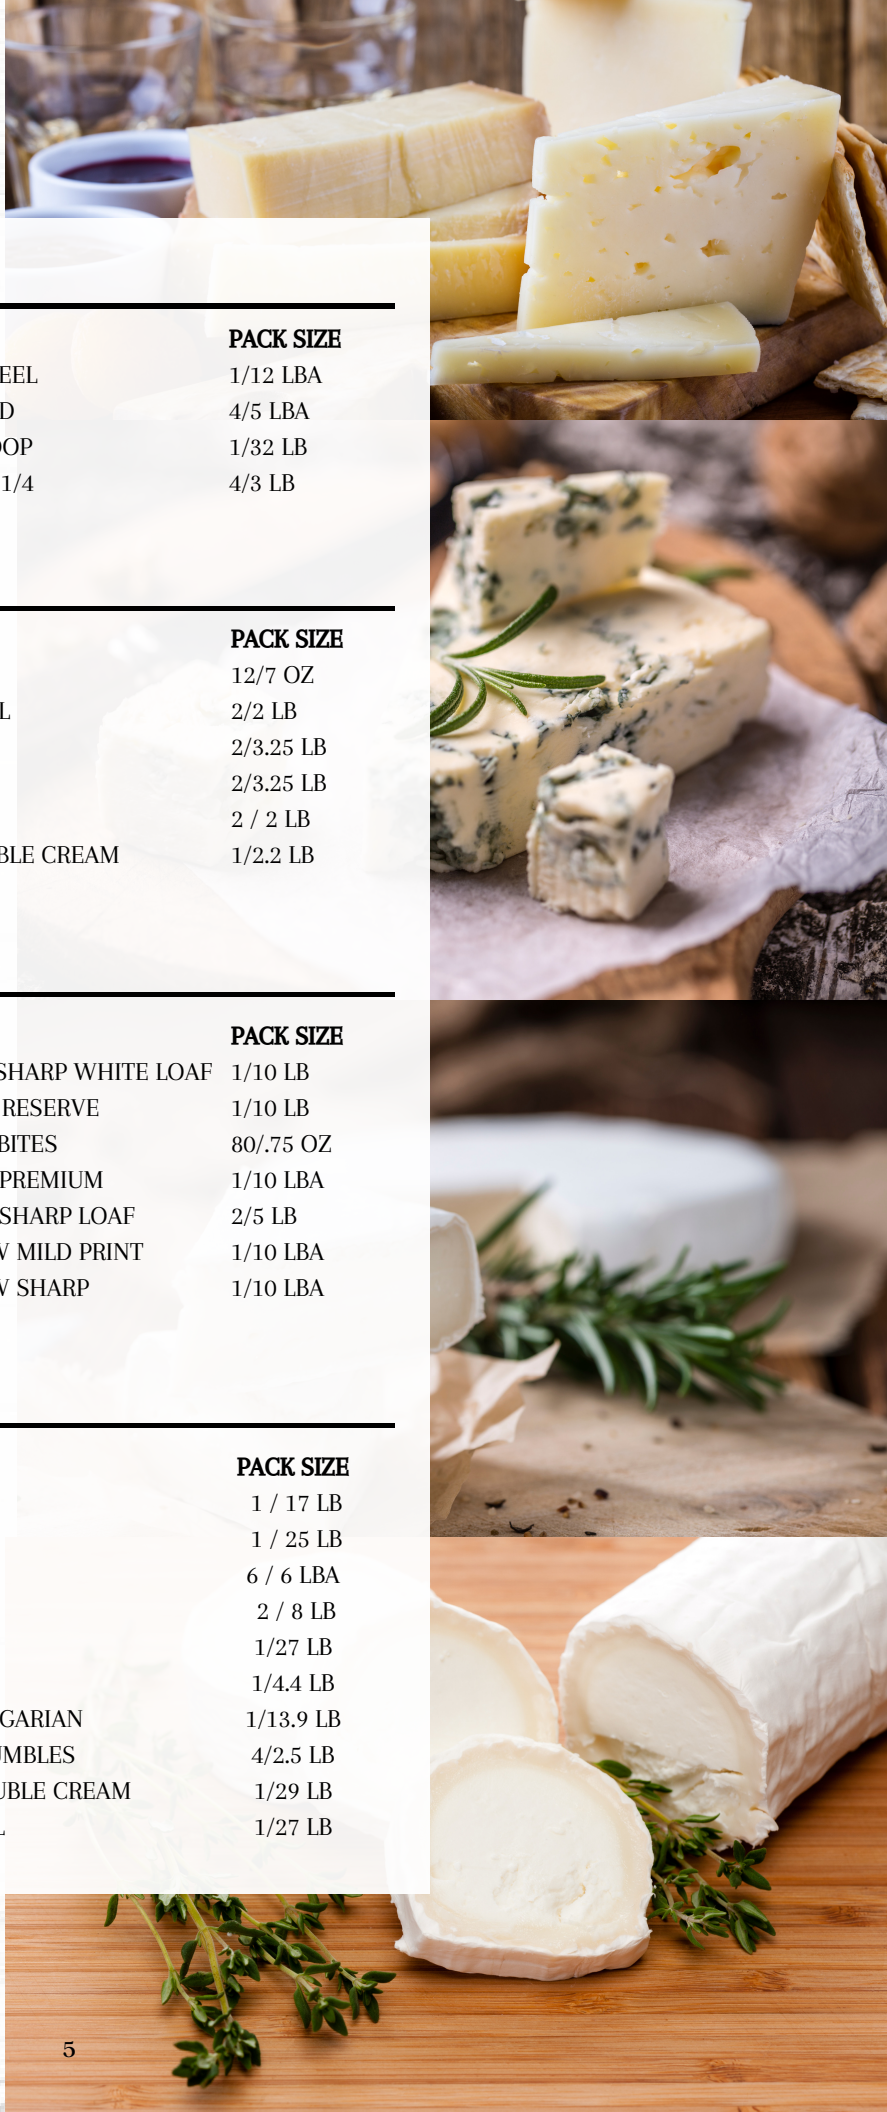 PACK SIZE
EEL 1/12 LBA
D 4/5 LBA
OOP 1/32 LB
1/4 4/3 LB
PACK SIZE
12/7 OZ
L 2/2 LB
2/3.25 LB
2/3.25 LB
2 / 2 LB
BLE CREAM 1/2.2 LB
PACK SIZE
SHARP WHITE LOAF 1/10 LB
RESERVE 1/10 LB
BITES 80/.75 OZ
PREMIUM 1/10 LBA
SHARP LOAF 2/5 LB
W MILD PRINT 1/10 LBA
W SHARP 1/10 LBA
PACK SIZE
1 / 17 LB
1 / 25 LB
6 / 6 LBA
2 / 8 LB
1/27 LB
1/4.4 LB
GARIAN 1/13.9 LB
UMBLES 4/2.5 LB
UBLE CREAM 1/29 LB
L 1/27 LB
5